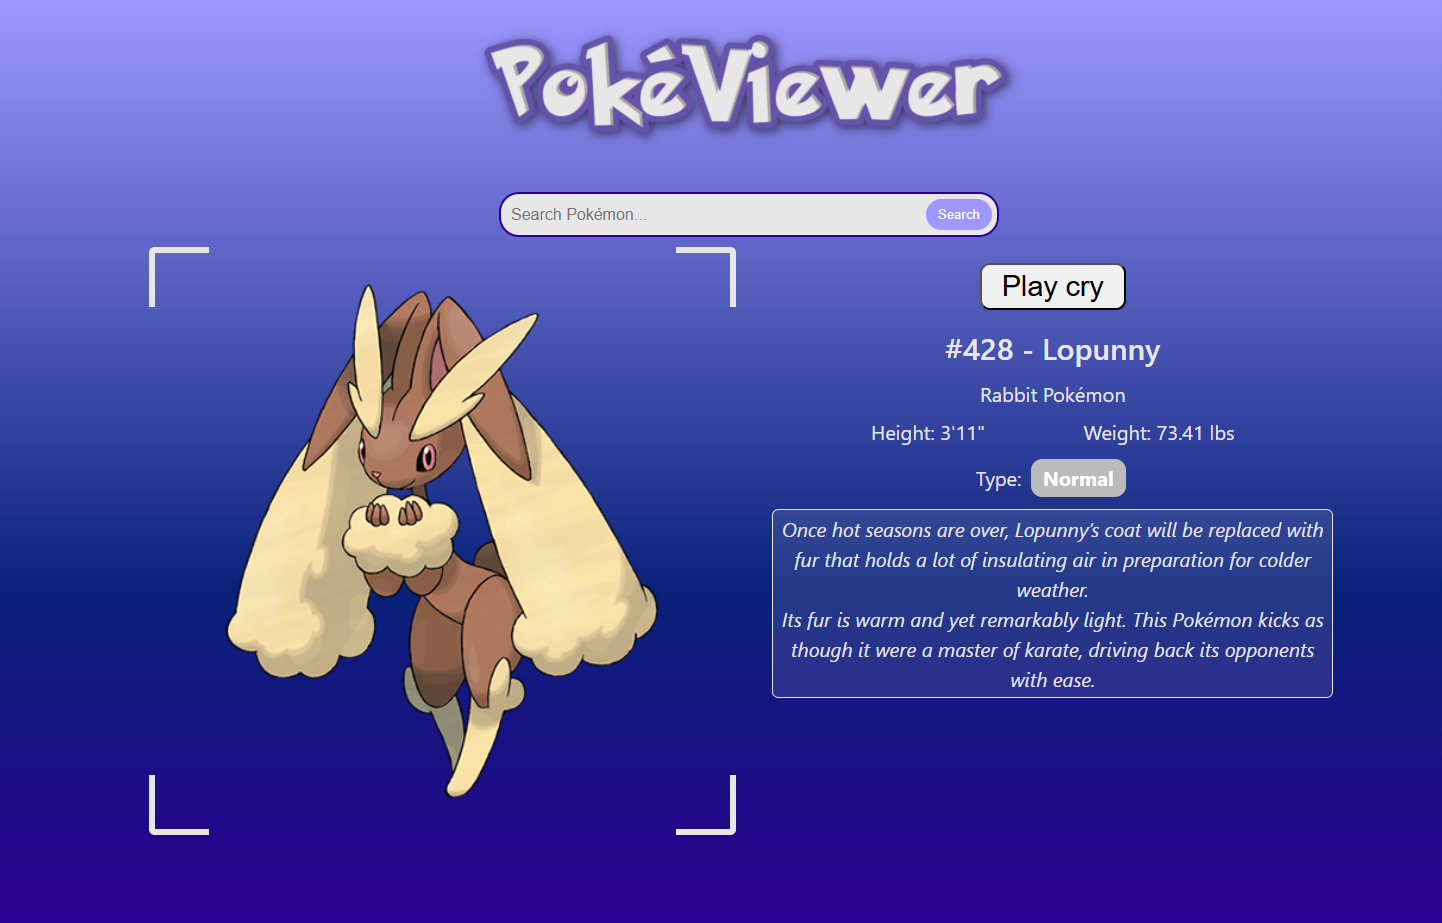 PokéViewer
Search Pokémon...
Search
Play cry
#428 - Lopunny
Rabbit Pokémon
Height: 3'11"
Weight: 73.41 lbs
Type: Normal
Once hot seasons are over, Lopunny’s coat will be replaced with
fur that holds a lot of insulating air in preparation for colder
weather.
Its fur is warm and yet remarkably light. This Pokémon kicks as
though it were a master of karate, driving back its opponents
with ease.